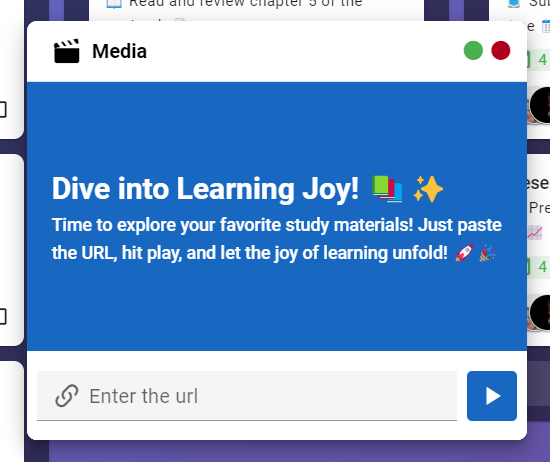 Read and review chapter 5 of the
Media
Dive into Learning Joy! 📚 ✨
Time to explore your favorite study materials! Just paste
the URL, hit play, and let the joy of learning unfold! 🚀 🎉
Enter the url
4
Pre
4